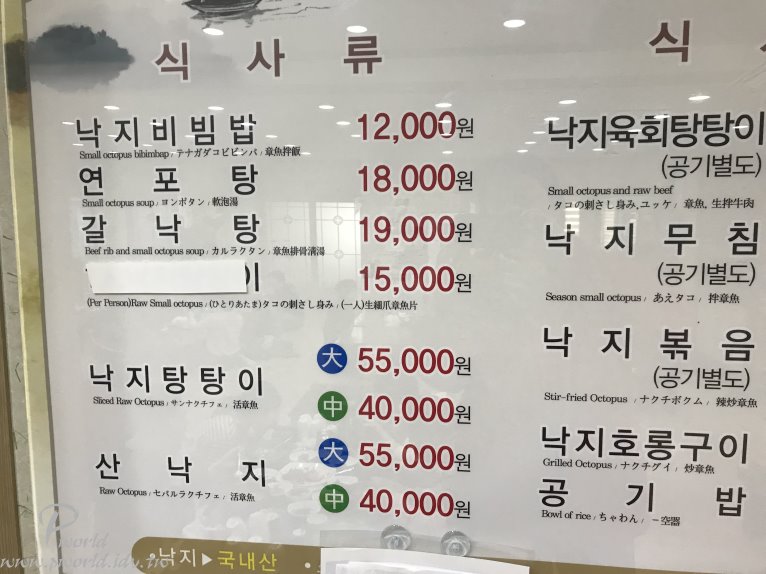 식사류
낙지비빔밥 12,000원
Small octopus bibimbap / テナガダコビビンバ / 章魚拌飯
연포탕 18,000원
Small octopus soup / ヨンポタン / 軟泡湯
갈낙탕 19,000원
Beef rib and small octopus soup / カルラクタン / 章魚排骨清湯
이 15,000원
(Per Person)Raw Small octopus / (ひとりあたま)タコの刺さし身み / (一人)生細爪章魚片
낙지탕탕이 大 55,000원
Sliced Raw Octopus / サンナクチフェ / 活章魚
中 40,000원
산낙지 大 55,000원
Raw Octopus / セバルラクチフェ / 活章魚
中 40,000원
•낙지▶국내산
식
낙지육회탕탕이
(공기별도)
Small octopus and raw beef
/ タコの刺さし身み,ユッケ / 章魚, 生拌牛肉
낙지무침
(공기별도)
Season small octopus / あえタコ / 拌章魚
낙지볶음
(공기별도)
Stir-fried Octopus / ナクチボクム / 辣炒章魚
낙지호롱구이
Grilled Octopus / ナクチグイ / 炒章魚
공기밥
Bowl of rice / ちゃわん / 一空器
Pworld
www.pworld.idv.tw